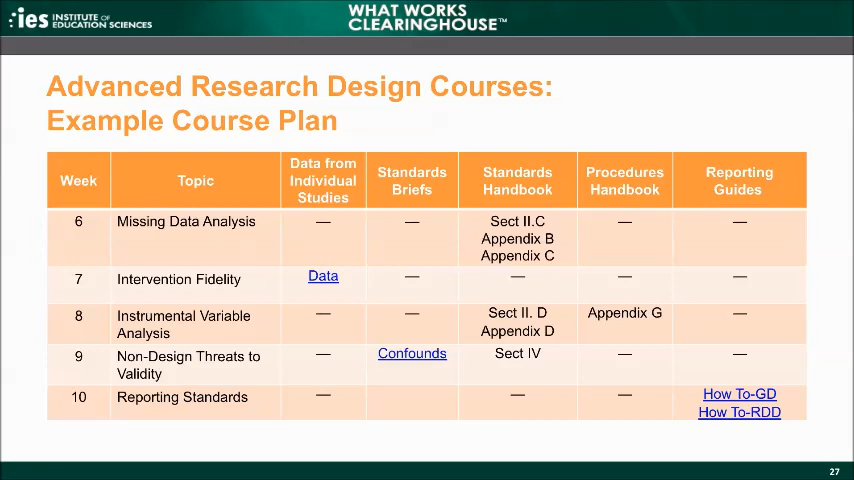 ies INSTITUTE OF
EDUCATION SCIENCES
WHAT WORKS
CLEARINGHOUSE™
Advanced Research Design Courses:
Example Course Plan
Week Topic Data from Individual Studies Standards Briefs Standards Handbook Procedures Handbook Reporting Guides
6 Missing Data Analysis — — Sect II.C — —
Appendix B
Appendix C
7 Intervention Fidelity Data — — — —
8 Instrumental Variable — — Sect II. D Appendix G —
Analysis Appendix D
9 Non-Design Threats to — Confounds Sect IV — —
Validity
10 Reporting Standards — — — How To-GD
How To-RDD
27